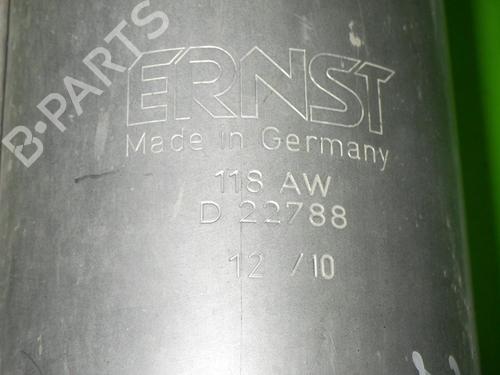 B-PARTS
ERNST
Made in Germany
118 AW
D 22788
12 /10